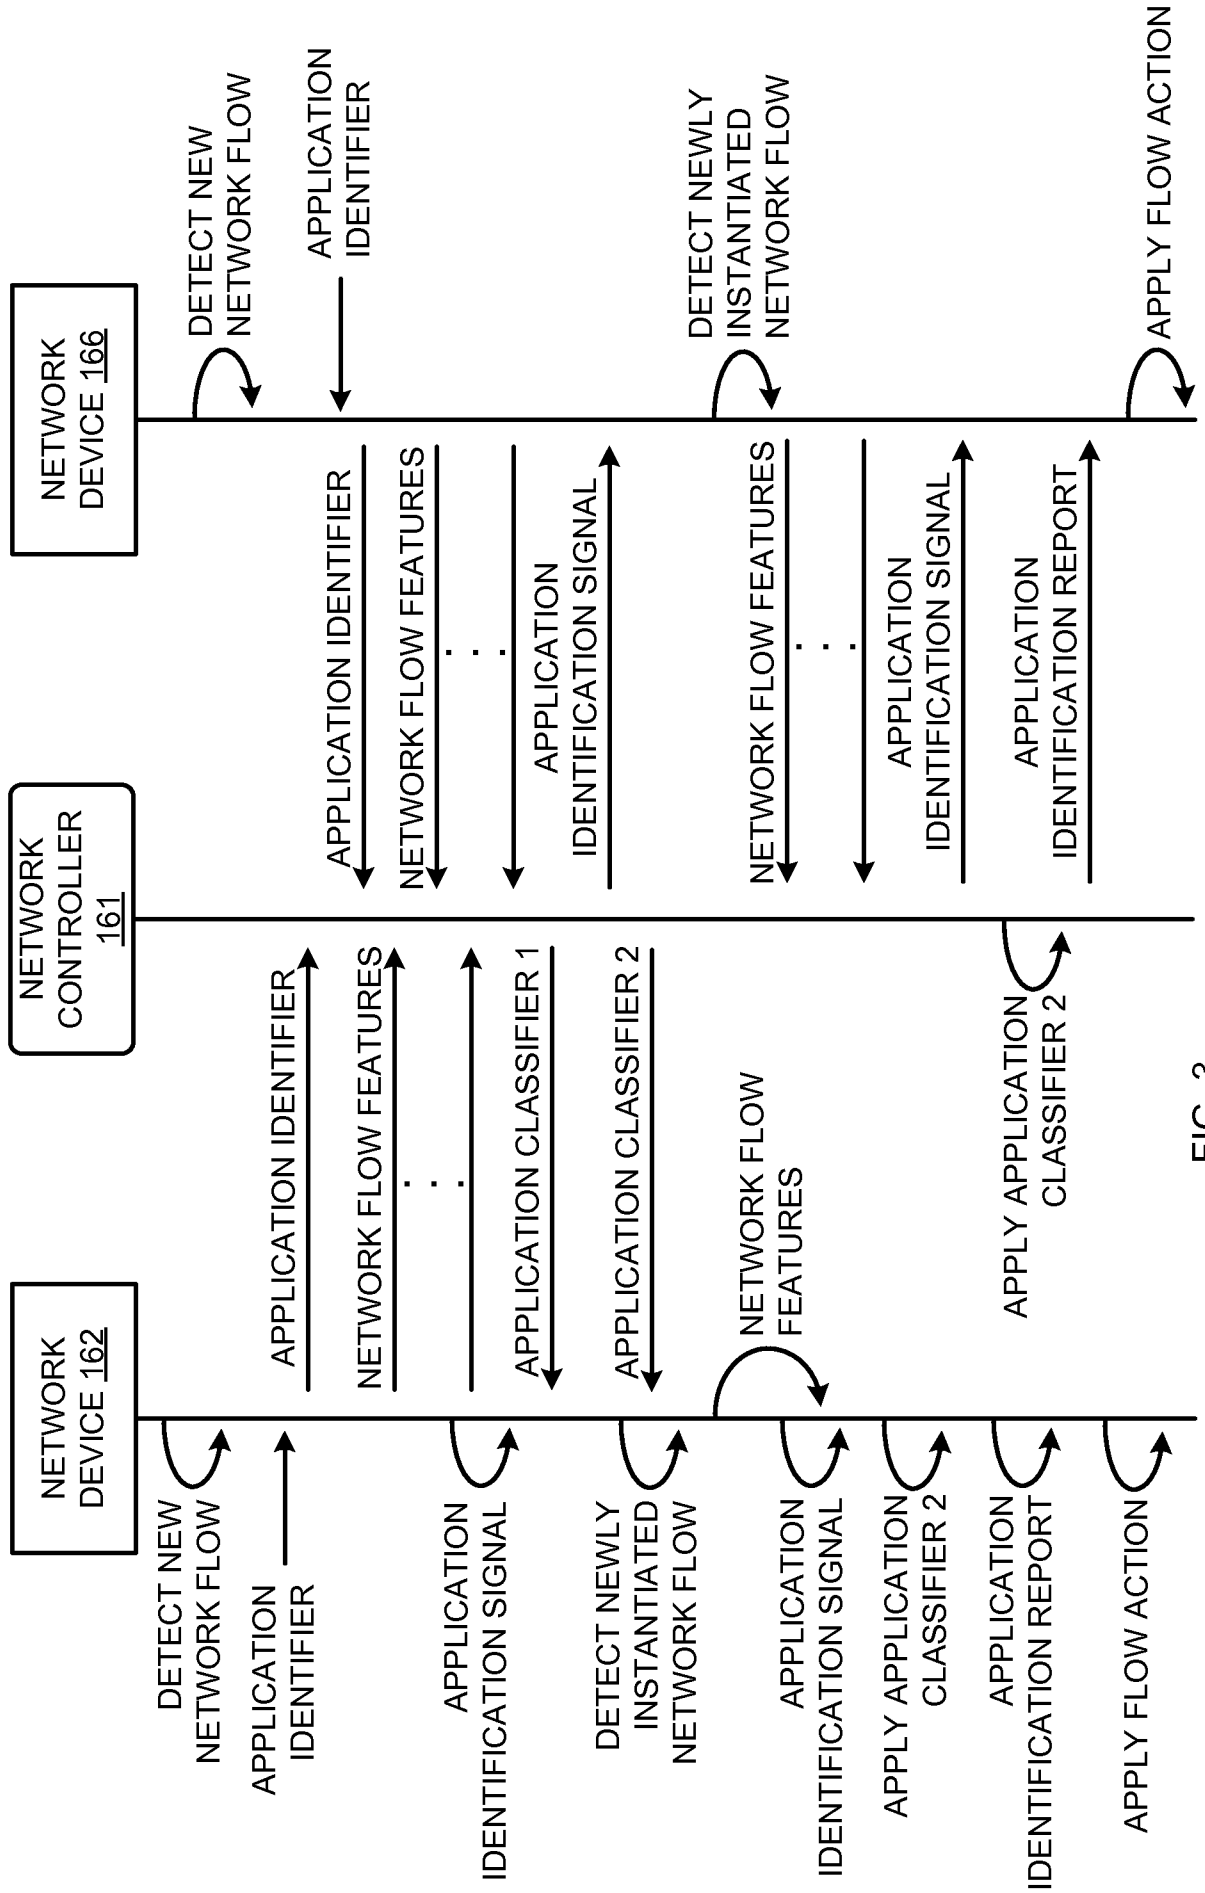 NETWORK
DEVICE 162
NETWORK
CONTROLLER
161
NETWORK
DEVICE 166
DETECT NEW
NETWORK FLOW
APPLICATION
IDENTIFIER
APPLICATION
IDENTIFICATION SIGNAL
DETECT NEWLY
INSTANTIATED
NETWORK FLOW
NETWORK FLOW
FEATURES
APPLICATION
IDENTIFICATION SIGNAL
APPLY APPLICATION
CLASSIFIER 2
APPLICATION
IDENTIFICATION REPORT
APPLY FLOW ACTION
APPLICATION IDENTIFIER
NETWORK FLOW FEATURES
. . .
APPLICATION CLASSIFIER 1
APPLICATION CLASSIFIER 2
APPLY APPLICATION
CLASSIFIER 2
APPLICATION IDENTIFIER
NETWORK FLOW FEATURES
. . .
APPLICATION
IDENTIFICATION SIGNAL
NETWORK FLOW FEATURES
. . .
APPLICATION
IDENTIFICATION SIGNAL
APPLICATION
IDENTIFICATION REPORT
DETECT NEW
NETWORK FLOW
APPLICATION
IDENTIFIER
DETECT NEWLY
INSTANTIATED
NETWORK FLOW
APPLY FLOW ACTION
FIG.